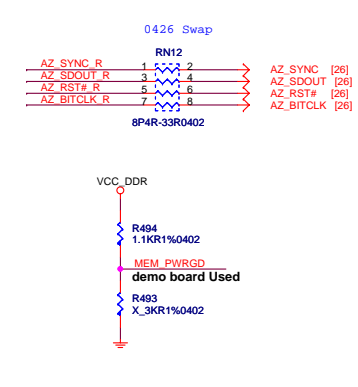 0426 Swap
RN12
AZ_SYNC_R 1 2 AZ_SYNC [26]
AZ_SDOUT_R 3 4 AZ_SDOUT [26]
AZ_RST#_R 5 6 AZ_RST# [26]
AZ_BITCLK_R 7 8 AZ_BITCLK [26]
8P4R-33R0402
VCC_DDR
R494
1.1KR1%0402
MEM_PWRGD
demo board Used
R493
X_3KR1%0402